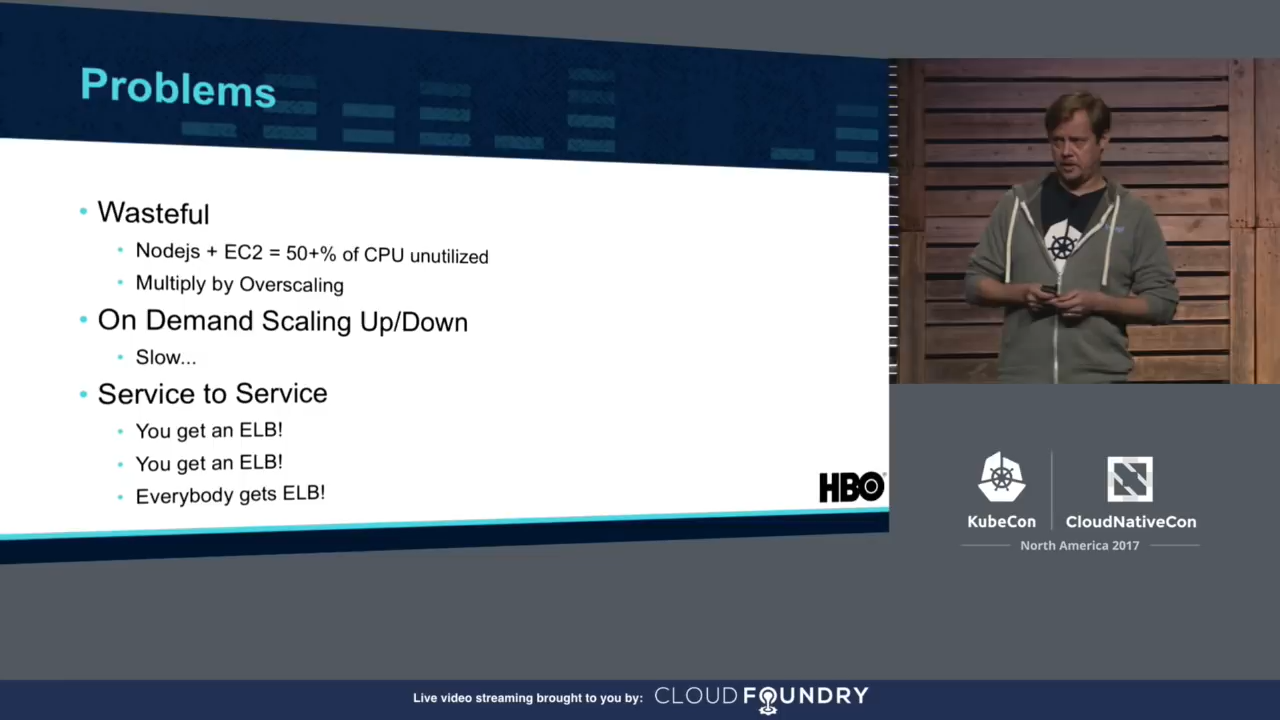 Problems
Wasteful
Nodejs + EC2 = 50+% of CPU unutilized
Multiply by Overscaling
On Demand Scaling Up/Down
Slow...
Service to Service
You get an ELB!
You get an ELB!
Everybody gets ELB!
HBO
KubeCon
CloudNativeCon
North America 2017
Live video streaming brought to you by: CLOUD FOUNDRY